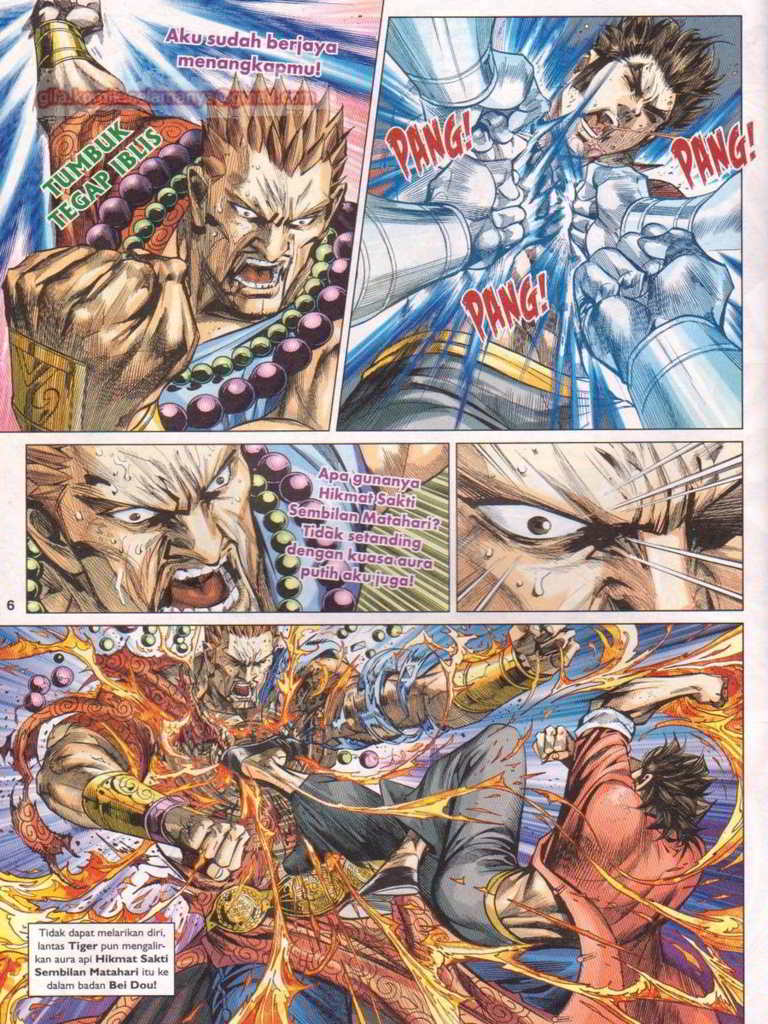 Aku sudah berjaya
menangkapmu!
TUMBUK
TEGAP IBLIS
PANG!
PANG!
PANG!
Apa gunanya
Hikmat Sakti
Sembilan Matahari?
Tidak setanding
dengan kuasa aura
putih aku juga!
6
Tidak dapat melarikan diri,
lantas Tiger pun mengalir-
kan aura api Hikmat Sakti
Sembilan Matahari itu ke
dalam badan Bei Dou!